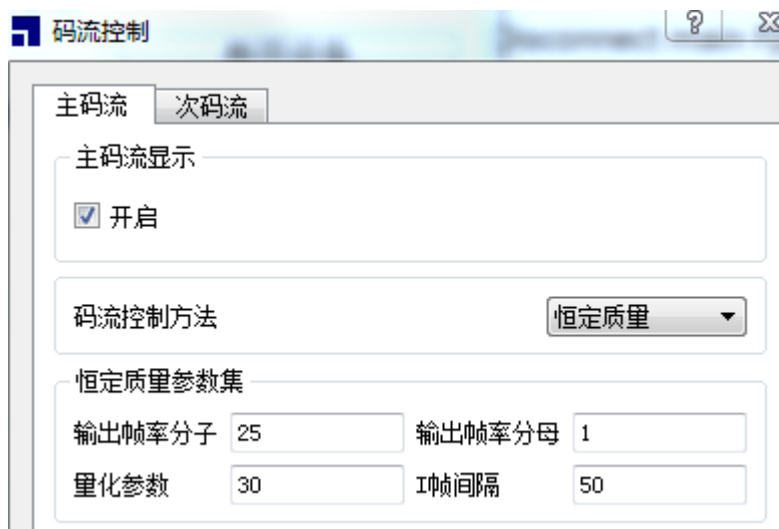 码流控制
主码流 次码流
主码流显示
开启
码流控制方法 恒定质量
恒定质量参数集
输出帧率分子 25 输出帧率分母 1
量化参数 30 I帧间隔 50